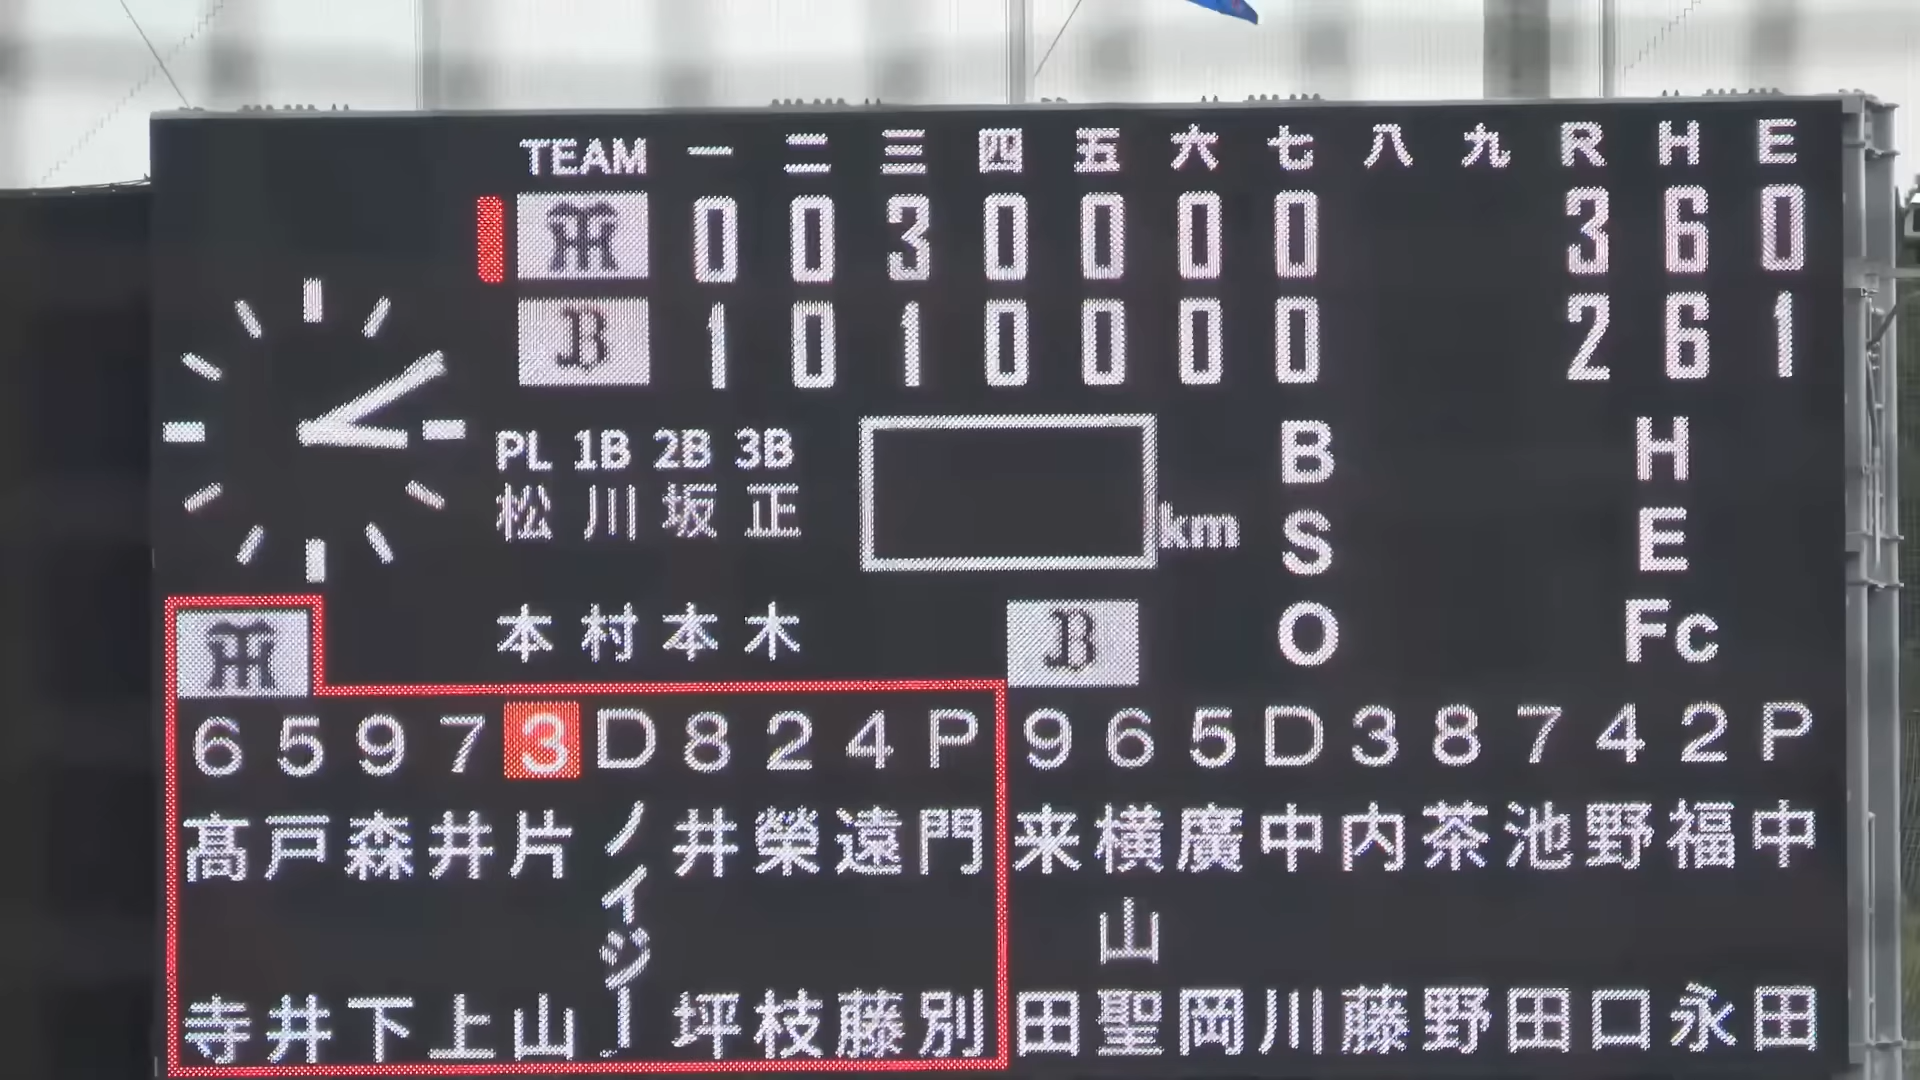 TEAM 一 二 三 四 五 六 七 八 九 R H E
HT 0 0 3 0 0 0 0 3 6 0
B 1 0 1 0 0 0 0 2 6 1
PL 1B 2B 3B
松本 川村 坂本 正木
km
B H
S E
O Fc
HT
6 5 9 7 3 D 8 2 4 P
髙寺 戸井 森下 井上 片山 ノイジー 井坪 榮枝 遠藤 門別
B
9 6 5 D 3 8 7 4 2 P
来田 横山聖 廣岡 中川 内藤 茶野 池田 野口 福永 中田